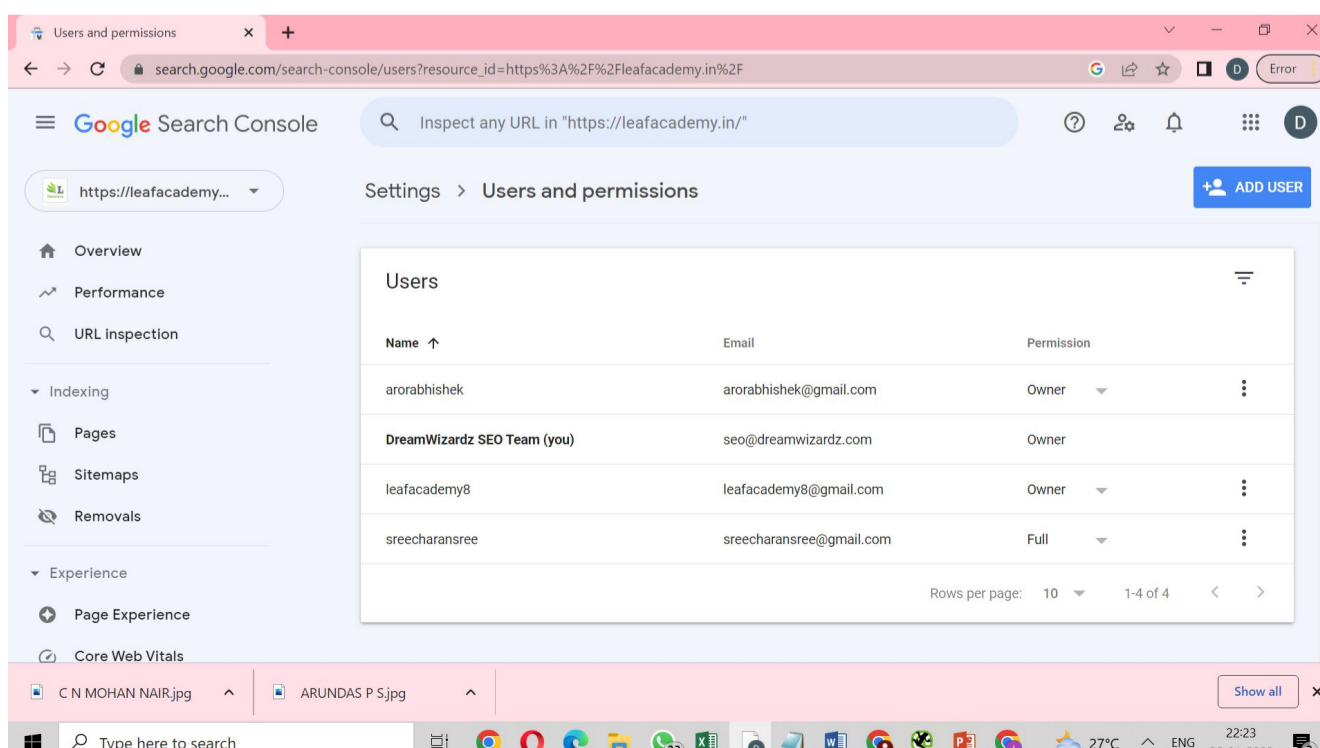 Users and permissions
search.google.com/search-console/users?resource_id=https%3A%2F%2Fleafacademy.in%2F
G
D
Error
Google Search Console
Inspect any URL in "https://leafacademy.in/"
D
L
https://leafacademy...
Settings > Users and permissions
ADD USER
Overview
Performance
URL inspection
Indexing
Pages
Sitemaps
Removals
Experience
Page Experience
Core Web Vitals
Users
Name Email Permission
arorabhishek arorabhishek@gmail.com Owner
DreamWizardz SEO Team (you) seo@dreamwizardz.com Owner
leafacademy8 leafacademy8@gmail.com Owner
sreecharansree sreecharansree@gmail.com Full
Rows per page: 10 1-4 of 4
C N MOHAN NAIR.jpg
ARUNDAS P S.jpg
Show all
Type here to search
27°C
ENG
22:23